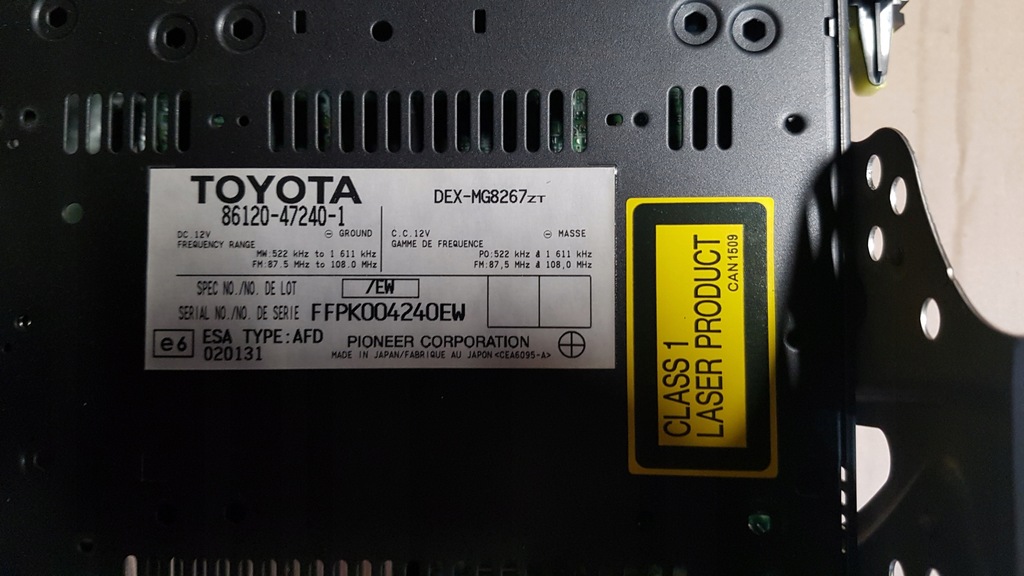 TOYOTA
86120-47240-1
DC.12V ⊖ GROUND
FREQUENCY RANGE
MW:522 kHz to 1 611 kHz
FM:87.5 MHz to 108.0 MHz
DEX-MG8267ZT
C.C.12V ⊖ MASSE
GAMME DE FREQUENCE
PO:522 kHz à 1 611 kHz
FM:87,5 MHz à 108,0 MHz
SPEC NO./NO. DE LOT /EW
SERIAL NO./NO. DE SERIE FFPK004240EW
e6 ESA TYPE:AFD
020131
PIONEER CORPORATION
MADE IN JAPAN/FABRIQUE AU JAPON <CEA6095-A>
CLASS 1
LASER PRODUCT
CAN1509